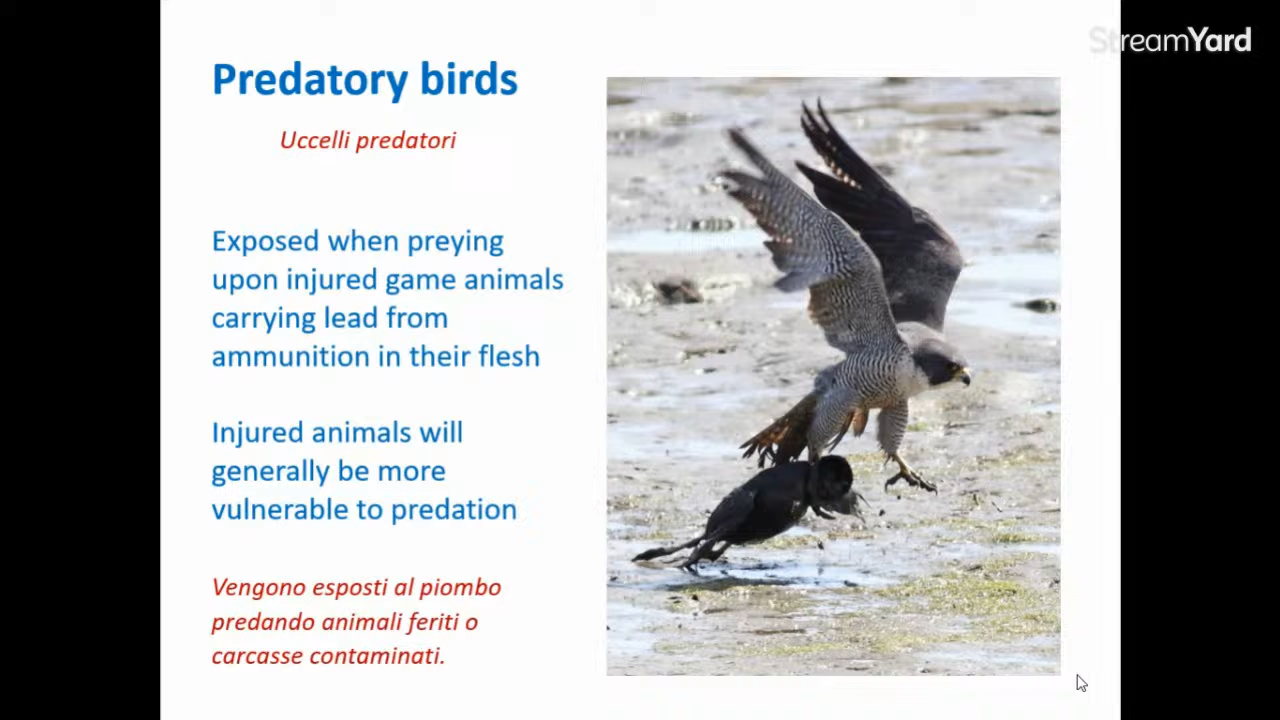 StreamYard
Predatory birds
Uccelli predatori
Exposed when preying
upon injured game animals
carrying lead from
ammunition in their flesh
Injured animals will
generally be more
vulnerable to predation
Vengono esposti al piombo
predando animali feriti o
carcasse contaminati.